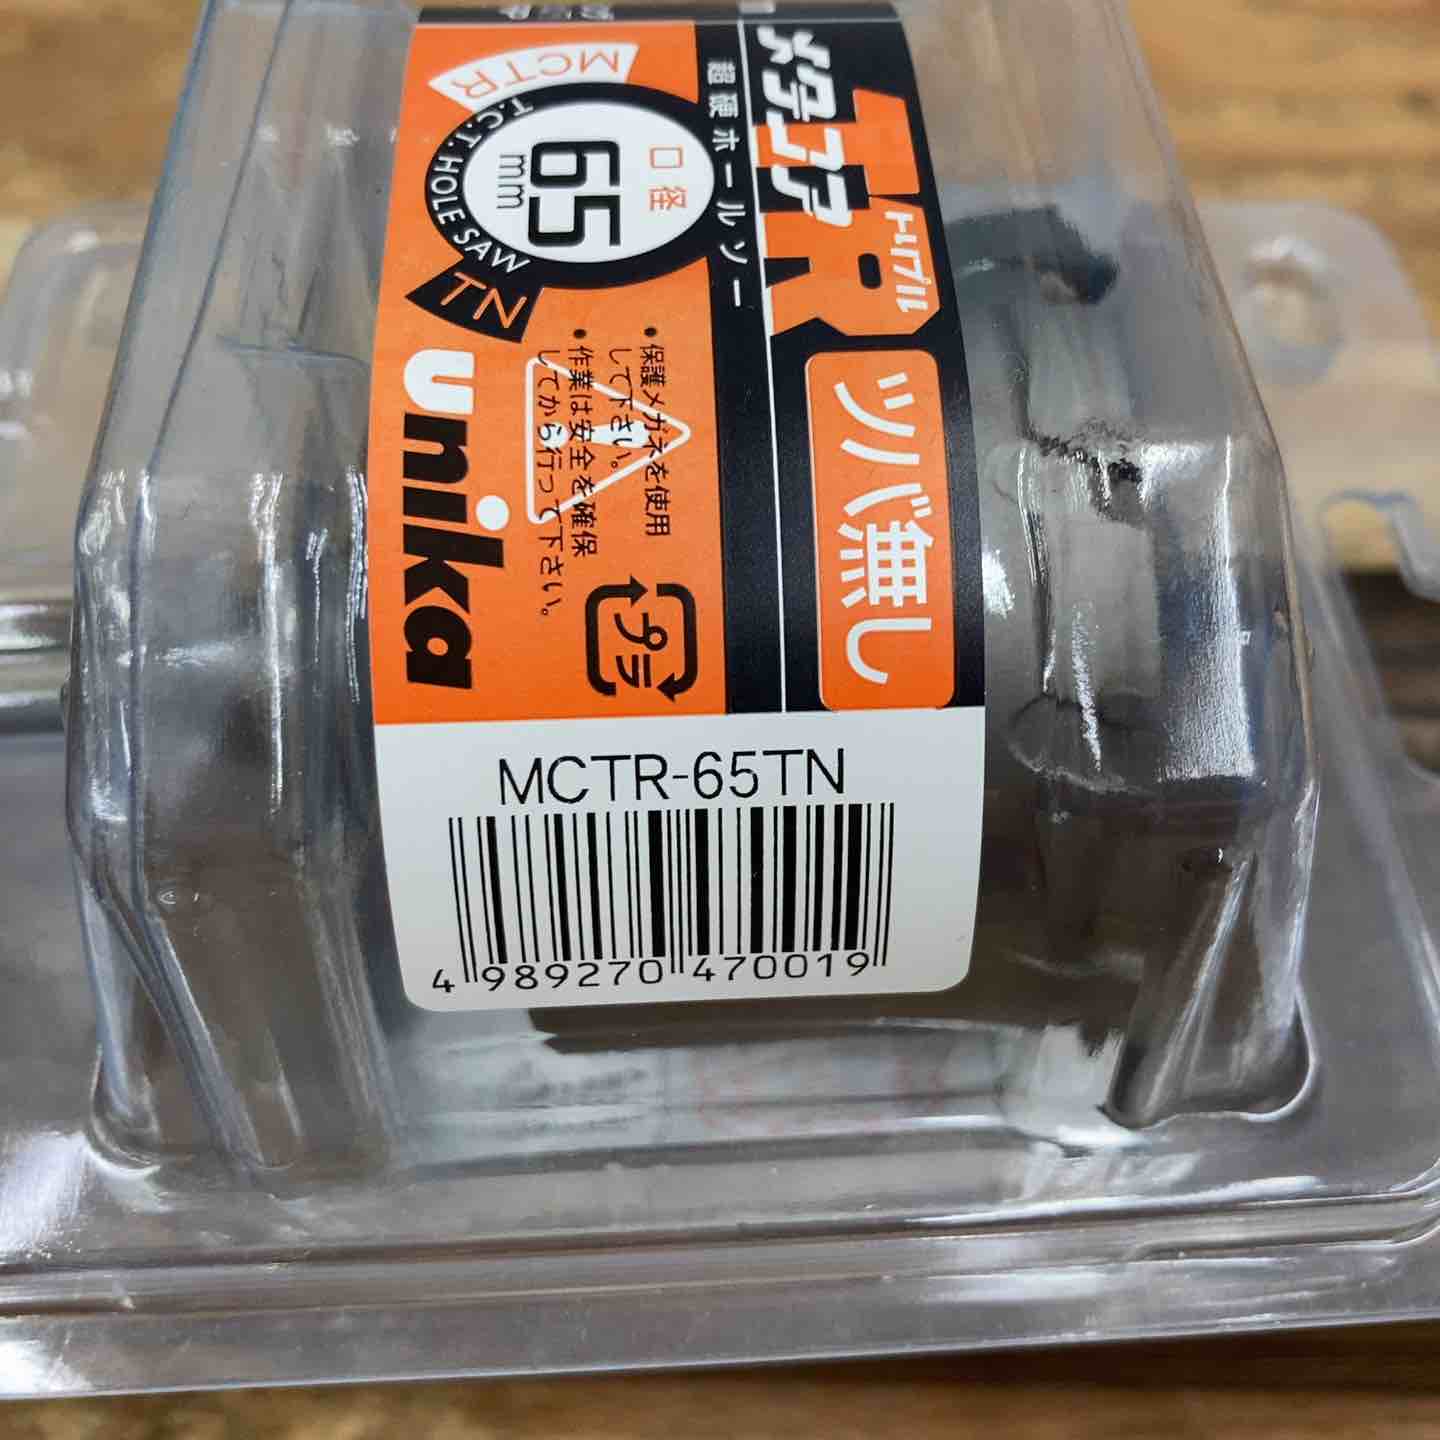 メタコア
トリプル
TR
ツバ無し
超硬ホールソー
MCTR
口径
65
mm
T.C.T. HOLE SAW
TN
• 保護メガネを使用
して下さい。
• 作業は安全を確保
してから行って下さい。
プラ
unika
MCTR-65TN
4 989270 470019